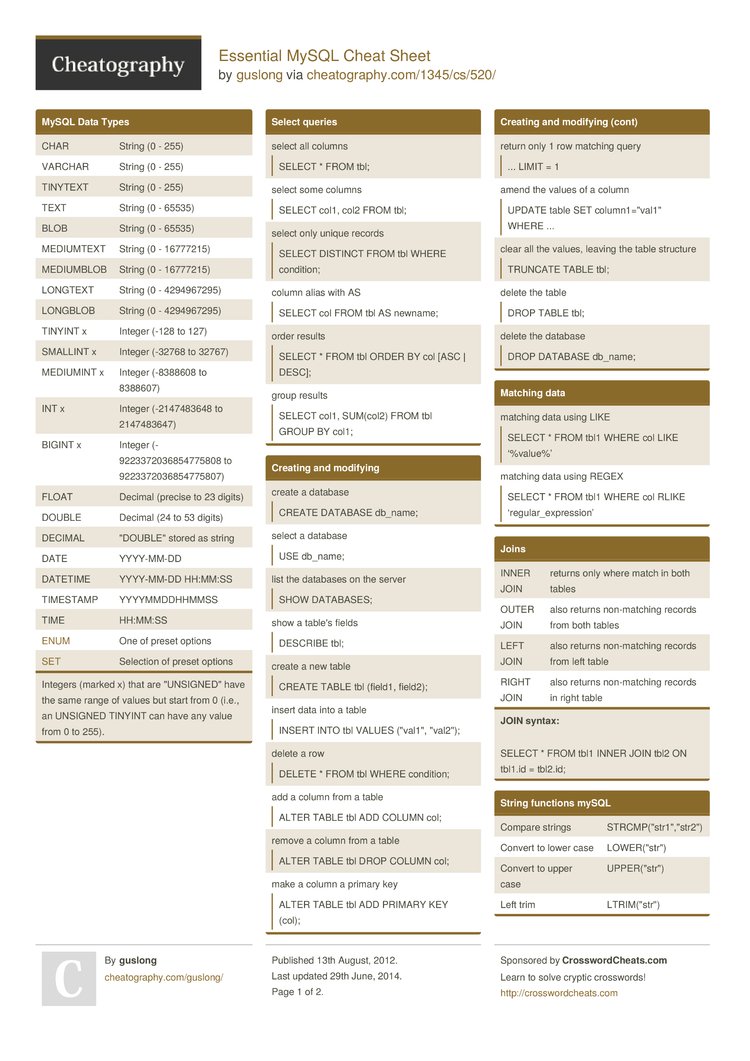 Cheatography
Essential MySQL Cheat Sheet
by guslong via cheatography.com/1345/cs/520/
MySQL Data Types
CHAR String (0 - 255)
VARCHAR String (0 - 255)
TINYTEXT String (0 - 255)
TEXT String (0 - 65535)
BLOB String (0 - 65535)
MEDIUMTEXT String (0 - 16777215)
MEDIUMBLOB String (0 - 16777215)
LONGTEXT String (0 - 4294967295)
LONGBLOB String (0 - 4294967295)
TINYINT x Integer (-128 to 127)
SMALLINT x Integer (-32768 to 32767)
MEDIUMINT x Integer (-8388608 to
8388607)
INT x Integer (-2147483648 to
2147483647)
BIGINT x Integer (-
9223372036854775808 to
9223372036854775807)
FLOAT Decimal (precise to 23 digits)
DOUBLE Decimal (24 to 53 digits)
DECIMAL "DOUBLE" stored as string
DATE YYYY-MM-DD
DATETIME YYYY-MM-DD HH:MM:SS
TIMESTAMP YYYYMMDDHHMMSS
TIME HH:MM:SS
ENUM One of preset options
SET Selection of preset options
Integers (marked x) that are "UNSIGNED" have
the same range of values but start from 0 (i.e.,
an UNSIGNED TINYINT can have any value
from 0 to 255).
Select queries
select all columns
SELECT * FROM tbl;
select some columns
SELECT col1, col2 FROM tbl;
select only unique records
SELECT DISTINCT FROM tbl WHERE
condition;
column alias with AS
SELECT col FROM tbl AS newname;
order results
SELECT * FROM tbl ORDER BY col [ASC |
DESC];
group results
SELECT col1, SUM(col2) FROM tbl
GROUP BY col1;
Creating and modifying
create a database
CREATE DATABASE db_name;
select a database
USE db_name;
list the databases on the server
SHOW DATABASES;
show a table's fields
DESCRIBE tbl;
create a new table
CREATE TABLE tbl (field1, field2);
insert data into a table
INSERT INTO tbl VALUES ("val1", "val2");
delete a row
DELETE * FROM tbl WHERE condition;
add a column from a table
ALTER TABLE tbl ADD COLUMN col;
remove a column from a table
ALTER TABLE tbl DROP COLUMN col;
make a column a primary key
ALTER TABLE tbl ADD PRIMARY KEY
(col);
Creating and modifying (cont)
return only 1 row matching query
... LIMIT = 1
amend the values of a column
UPDATE table SET column1="val1"
WHERE ...
clear all the values, leaving the table structure
TRUNCATE TABLE tbl;
delete the table
DROP TABLE tbl;
delete the database
DROP DATABASE db_name;
Matching data
matching data using LIKE
SELECT * FROM tbl1 WHERE col LIKE
‘%value%’
matching data using REGEX
SELECT * FROM tbl1 WHERE col RLIKE
‘regular_expression’
Joins
INNER returns only where match in both
JOIN tables
OUTER also returns non-matching records
JOIN from both tables
LEFT also returns non-matching records
JOIN from left table
RIGHT also returns non-matching records
JOIN in right table
JOIN syntax:
SELECT * FROM tbl1 INNER JOIN tbl2 ON
tbl1.id = tbl2.id;
String functions mySQL
Compare strings STRCMP("str1","str2")
Convert to lower case LOWER("str")
Convert to upper UPPER("str")
case
Left trim LTRIM("str")
C
By guslong
cheatography.com/guslong/
Published 13th August, 2012.
Last updated 29th June, 2014.
Page 1 of 2.
Sponsored by CrosswordCheats.com
Learn to solve cryptic crosswords!
http://crosswordcheats.com